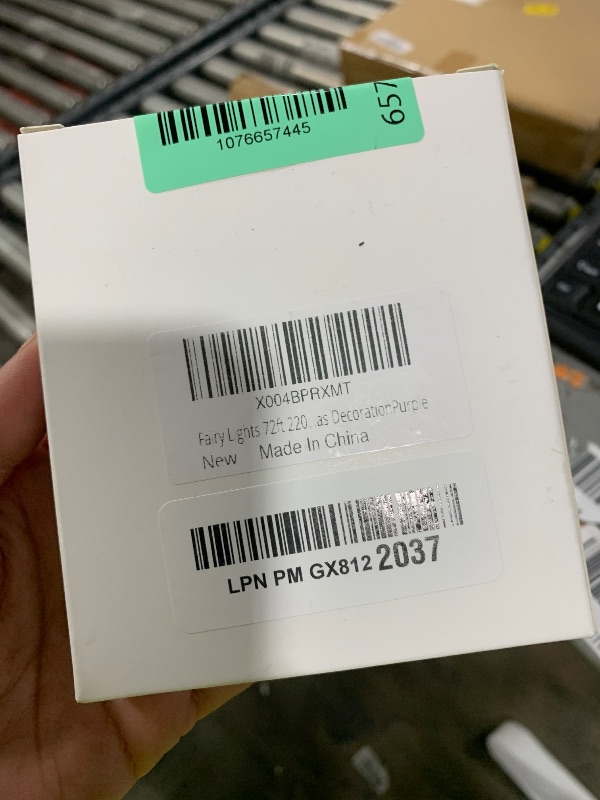 1076657445
657
X004BPRXMT
Fairy Lights 72ft 220...as DecorationPurple
New Made In China
LPN PM GX812 2037